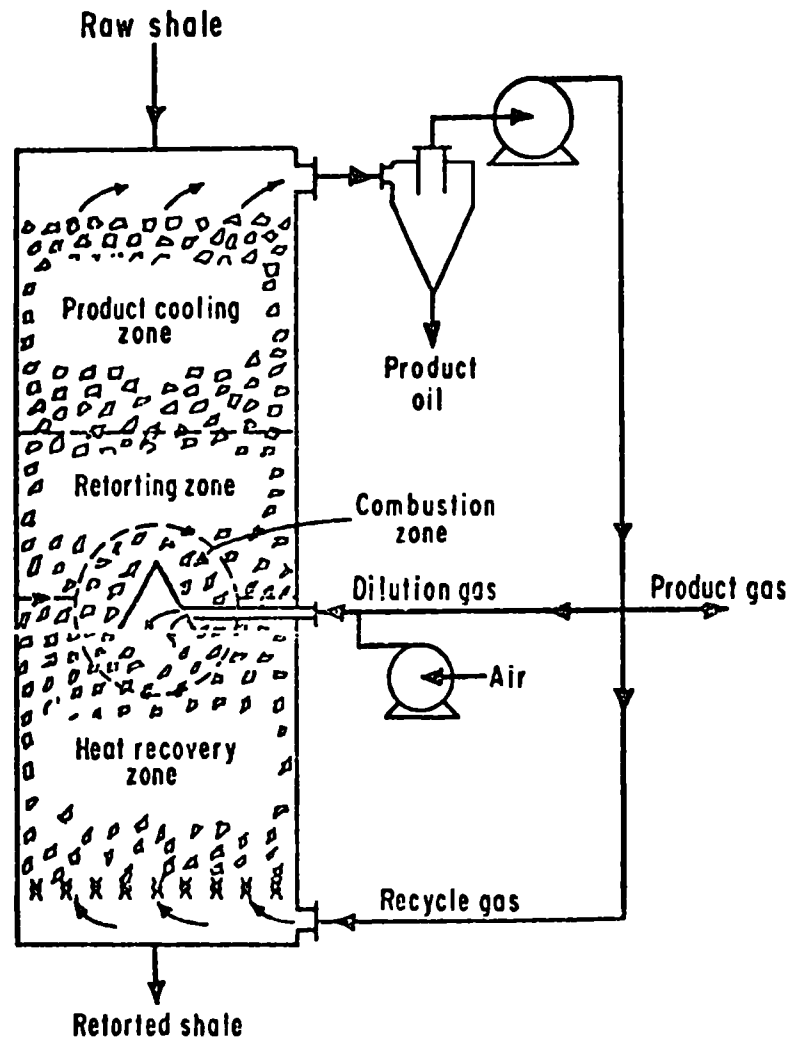 Raw shale
Product cooling
zone
Product
oil
Retorting zone
Combustion
zone
Dilution gas
Product gas
Air
Heat recovery
zone
Recycle gas
Retorted shale